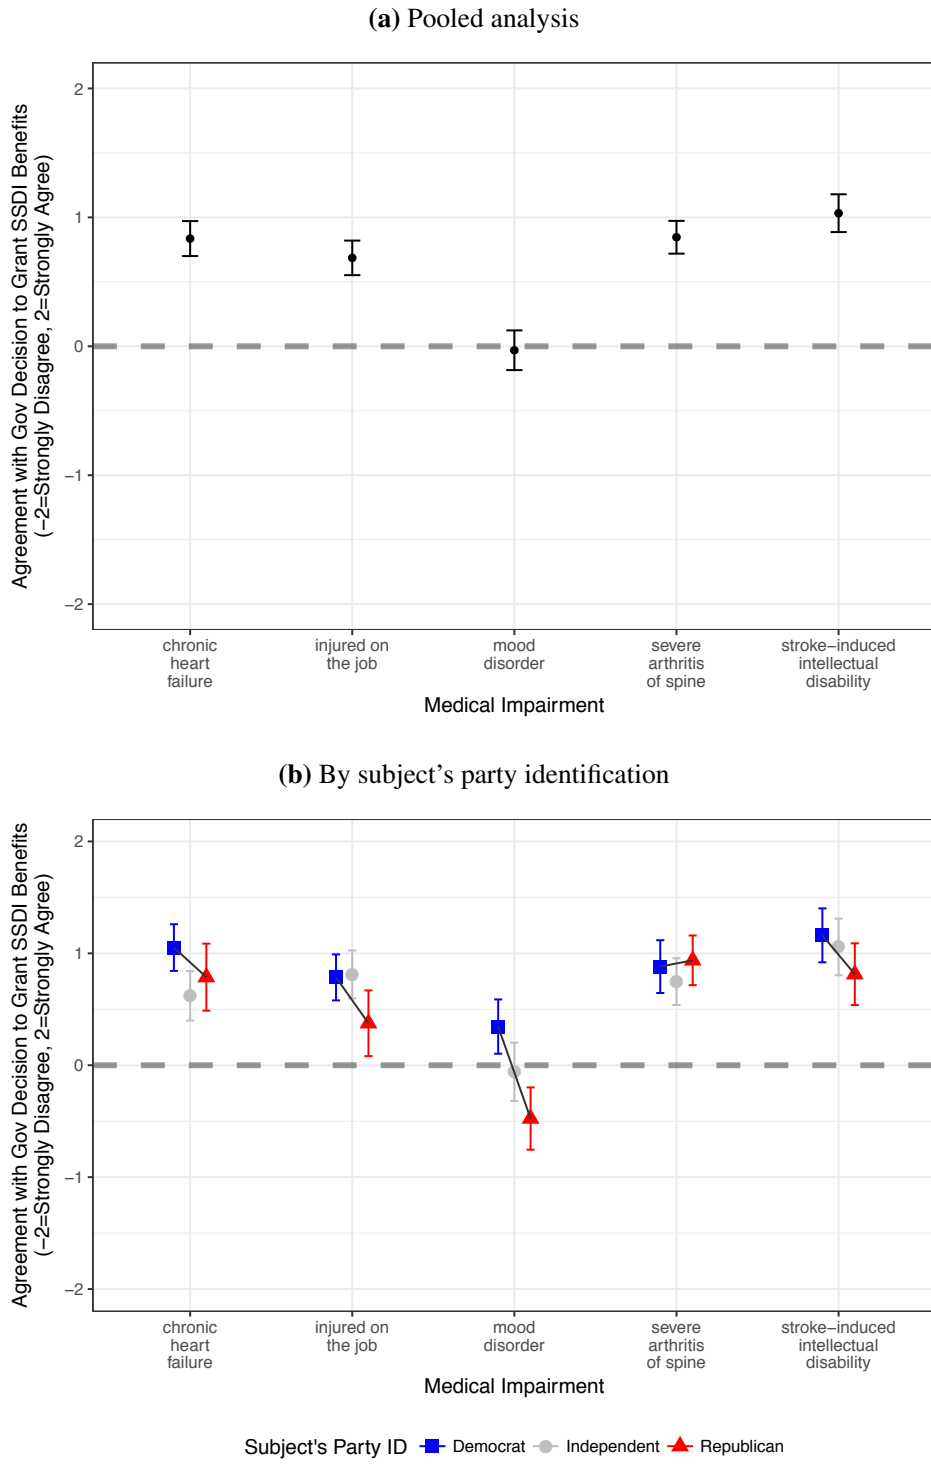 (a) Pooled analysis
Agreement with Gov Decision to Grant SSDI Benefits
(−2=Strongly Disagree, 2=Strongly Agree)
2
1
0
−1
−2
chronic
heart
failure
injured on
the job
mood
disorder
severe
arthritis
of spine
stroke−induced
intellectual
disability
Medical Impairment
(b) By subject's party identification
Agreement with Gov Decision to Grant SSDI Benefits
(−2=Strongly Disagree, 2=Strongly Agree)
2
1
0
−1
−2
chronic
heart
failure
injured on
the job
mood
disorder
severe
arthritis
of spine
stroke−induced
intellectual
disability
Medical Impairment
Subject's Party ID Democrat Independent Republican